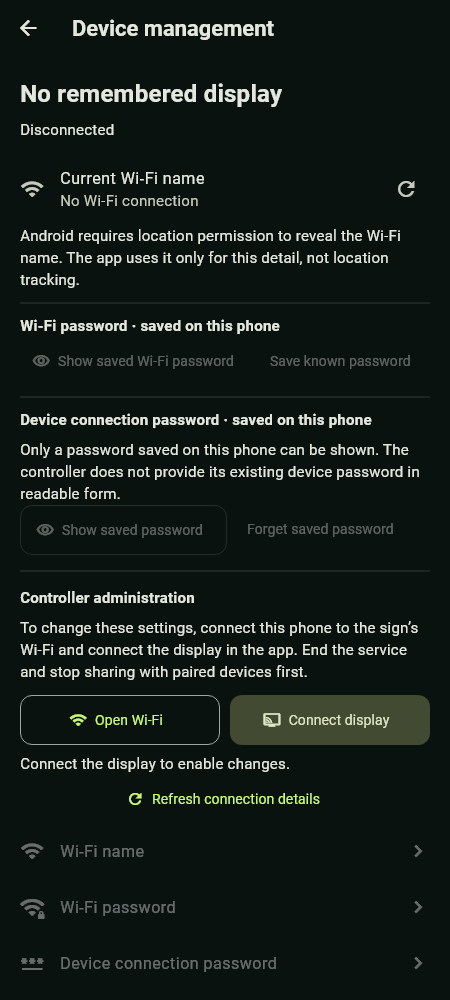 Device management
No remembered display
Disconnected
Current Wi-Fi name
No Wi-Fi connection
Android requires location permission to reveal the Wi-Fi
name. The app uses it only for this detail, not location
tracking.
Wi-Fi password · saved on this phone
Show saved Wi-Fi password Save known password
Device connection password · saved on this phone
Only a password saved on this phone can be shown. The
controller does not provide its existing device password in
readable form.
Show saved password Forget saved password
Controller administration
To change these settings, connect this phone to the sign’s
Wi-Fi and connect the display in the app. End the service
and stop sharing with paired devices first.
Open Wi-Fi Connect display
Connect the display to enable changes.
Refresh connection details
Wi-Fi name
Wi-Fi password
Device connection password